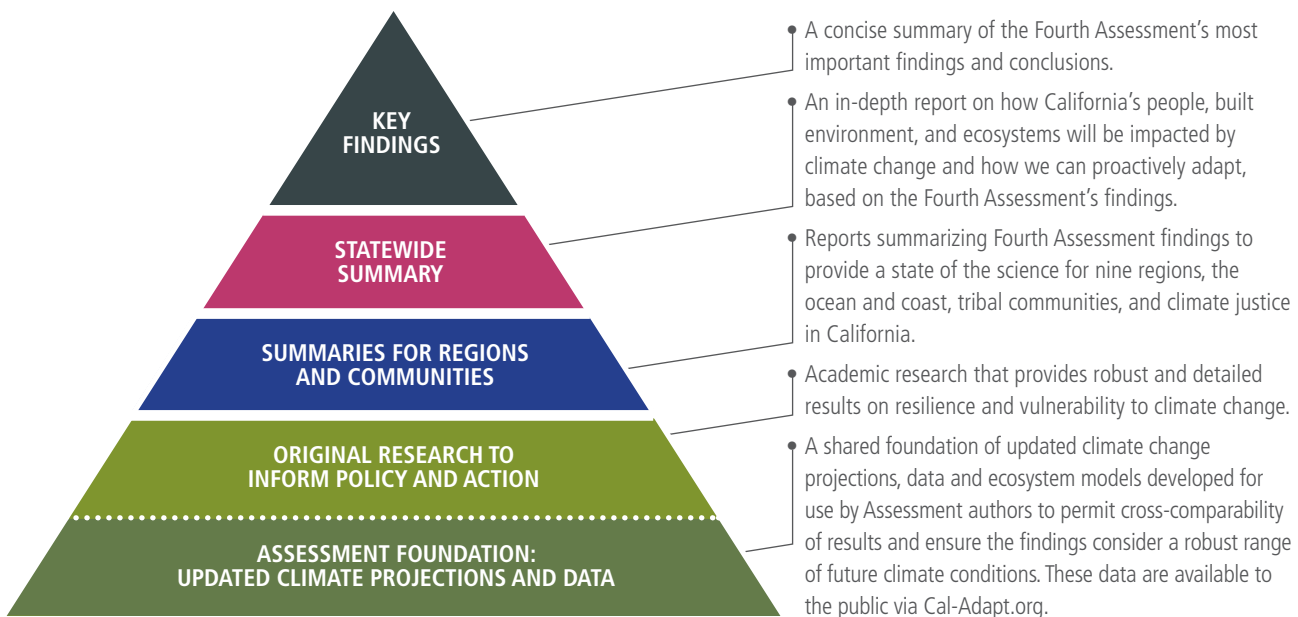 KEY
FINDINGS
A concise summary of the Fourth Assessment’s most
important findings and conclusions.
STATEWIDE
SUMMARY
An in-depth report on how California’s people, built
environment, and ecosystems will be impacted by
climate change and how we can proactively adapt,
based on the Fourth Assessment’s findings.
SUMMARIES FOR REGIONS
AND COMMUNITIES
Reports summarizing Fourth Assessment findings to
provide a state of the science for nine regions, the
ocean and coast, tribal communities, and climate justice
in California.
ORIGINAL RESEARCH TO
INFORM POLICY AND ACTION
Academic research that provides robust and detailed
results on resilience and vulnerability to climate change.
ASSESSMENT FOUNDATION:
UPDATED CLIMATE PROJECTIONS AND DATA
A shared foundation of updated climate change
projections, data and ecosystem models developed for
use by Assessment authors to permit cross-comparability
of results and ensure the findings consider a robust range
of future climate conditions. These data are available to
the public via Cal-Adapt.org.